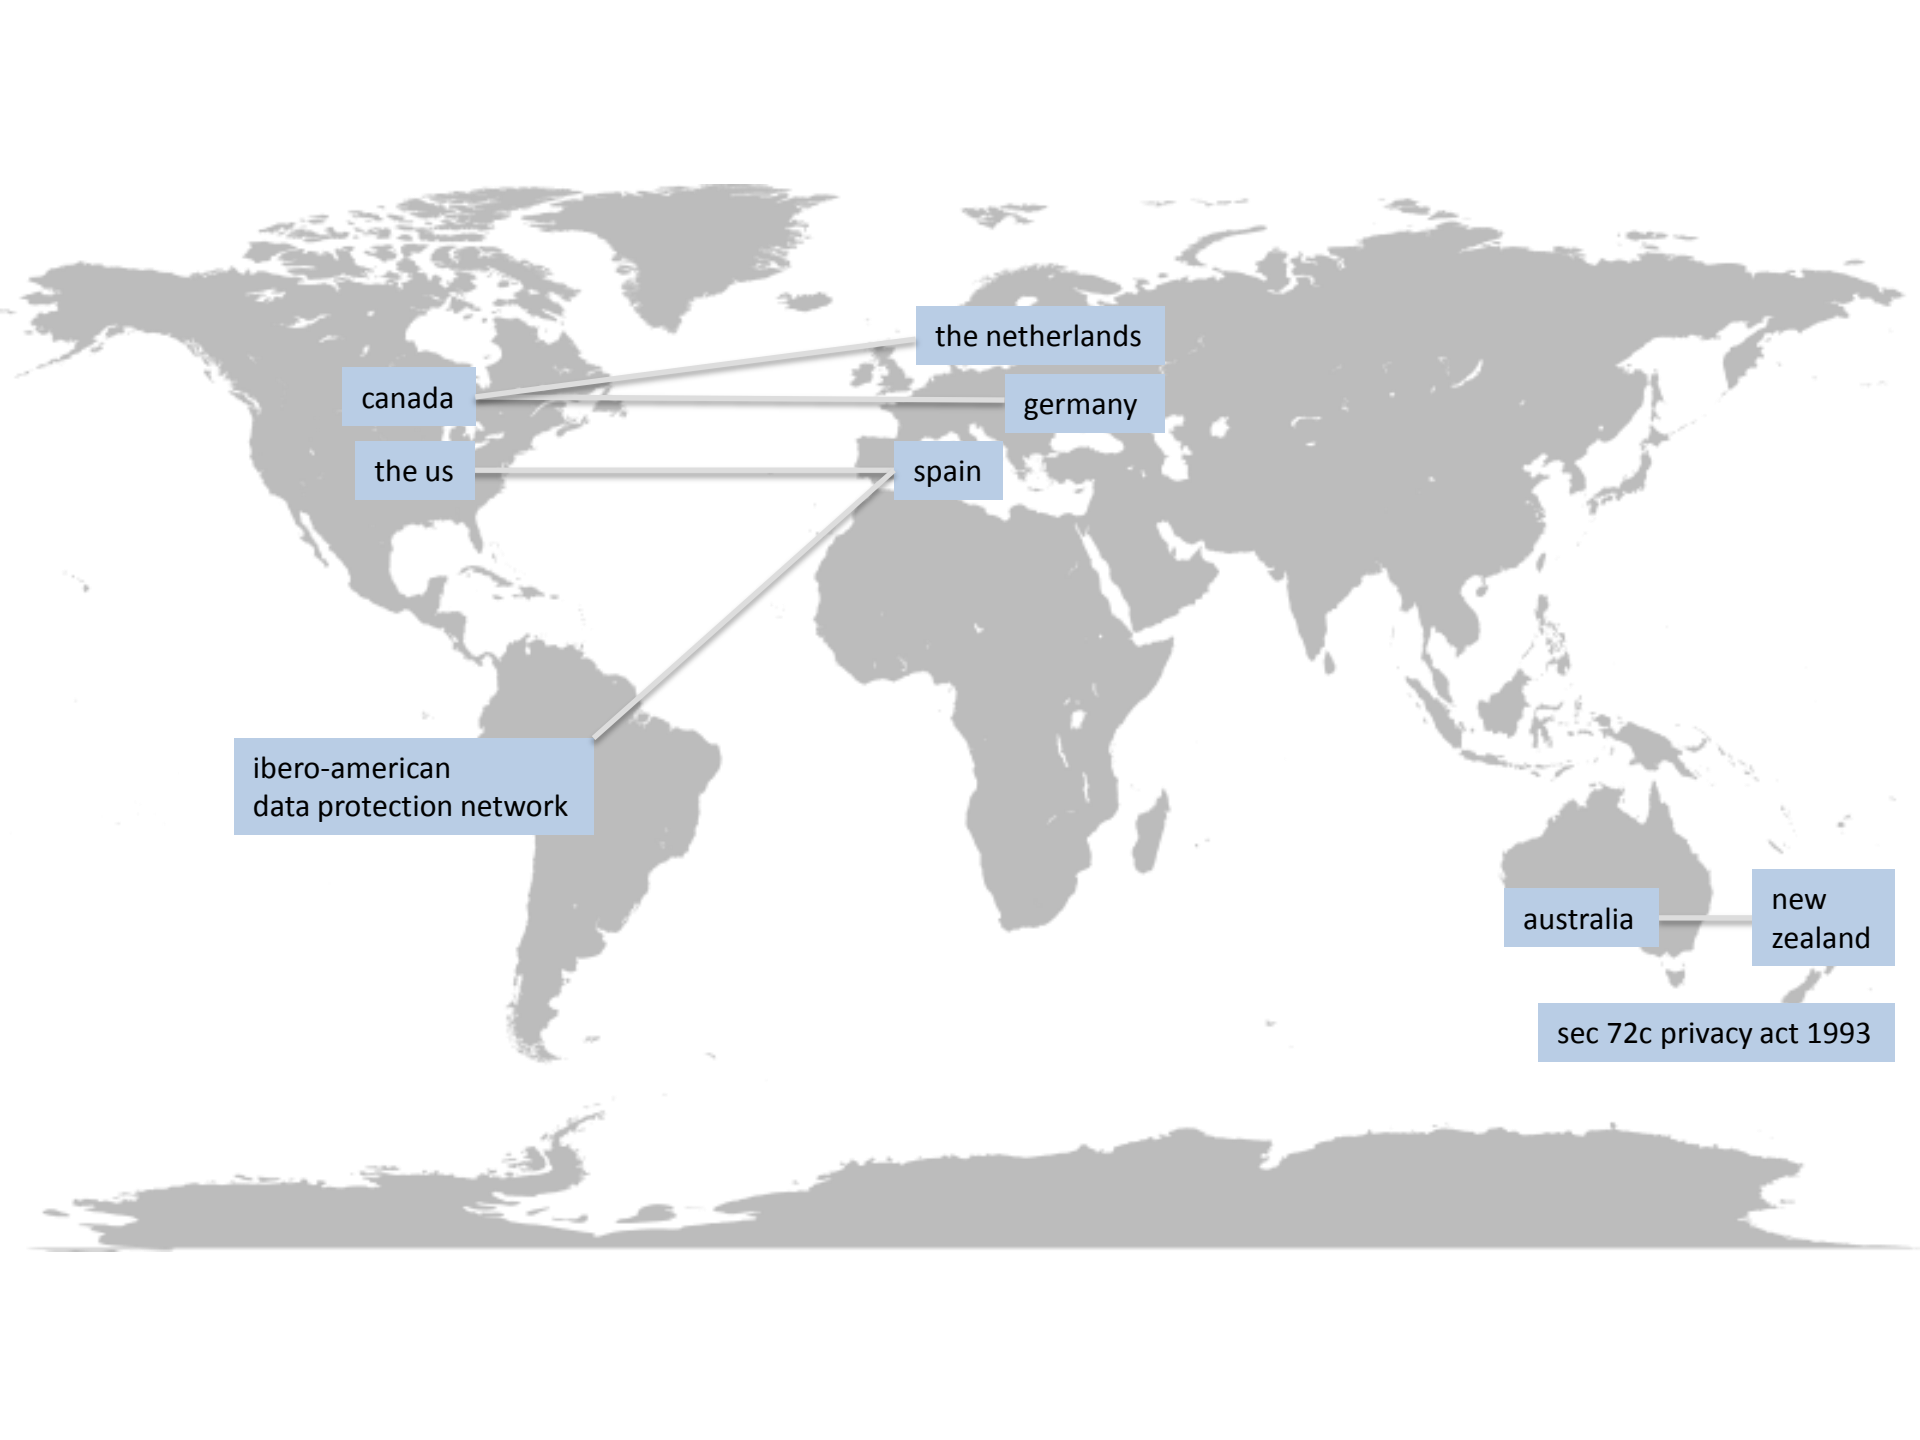 the netherlands
canada
germany
the us
spain
ibero-american
data protection network
australia
new
zealand
sec 72c privacy act 1993